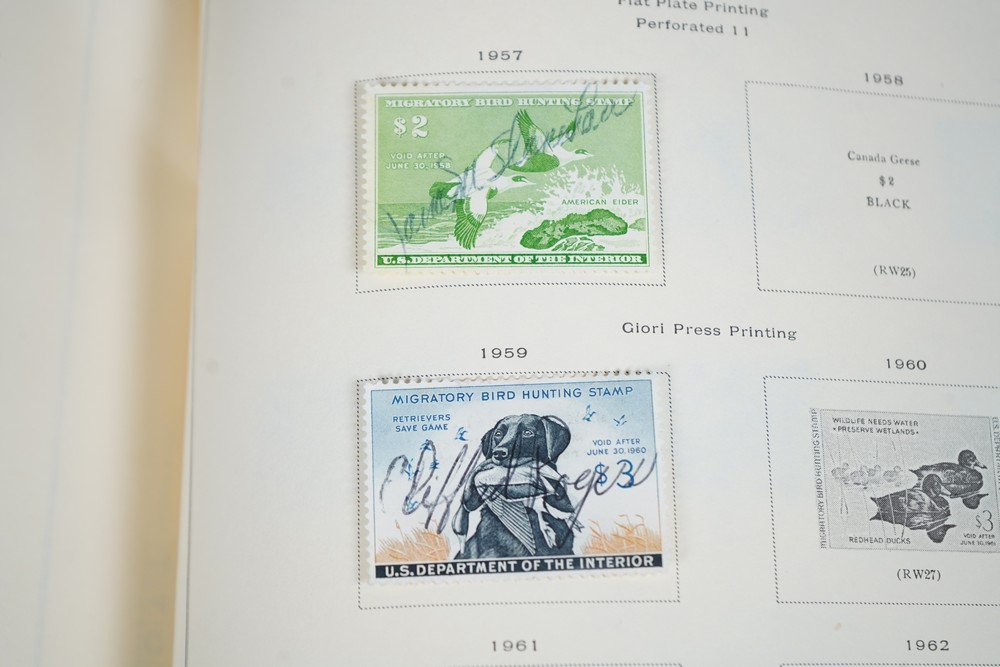 Flat Plate Printing
Perforated 11
1957
MIGRATORY BIRD HUNTING STAMP
$2
VOID AFTER
JUNE 30, 1958
AMERICAN EIDER
U.S. DEPARTMENT OF THE INTERIOR
1958
Canada Geese
$2
BLACK
(RW25)
Giori Press Printing
1959
MIGRATORY BIRD HUNTING STAMP
RETRIEVERS
SAVE GAME
VOID AFTER
JUNE 30, 1960
$3
U.S. DEPARTMENT OF THE INTERIOR
1960
WILDLIFE NEEDS WATER
•PRESERVE WETLANDS•
MIGRATORY BIRD HUNTING STAMP
$3
REDHEAD DUCKS
VOID AFTER
JUNE 30, 1961
(RW27)
1961
1962